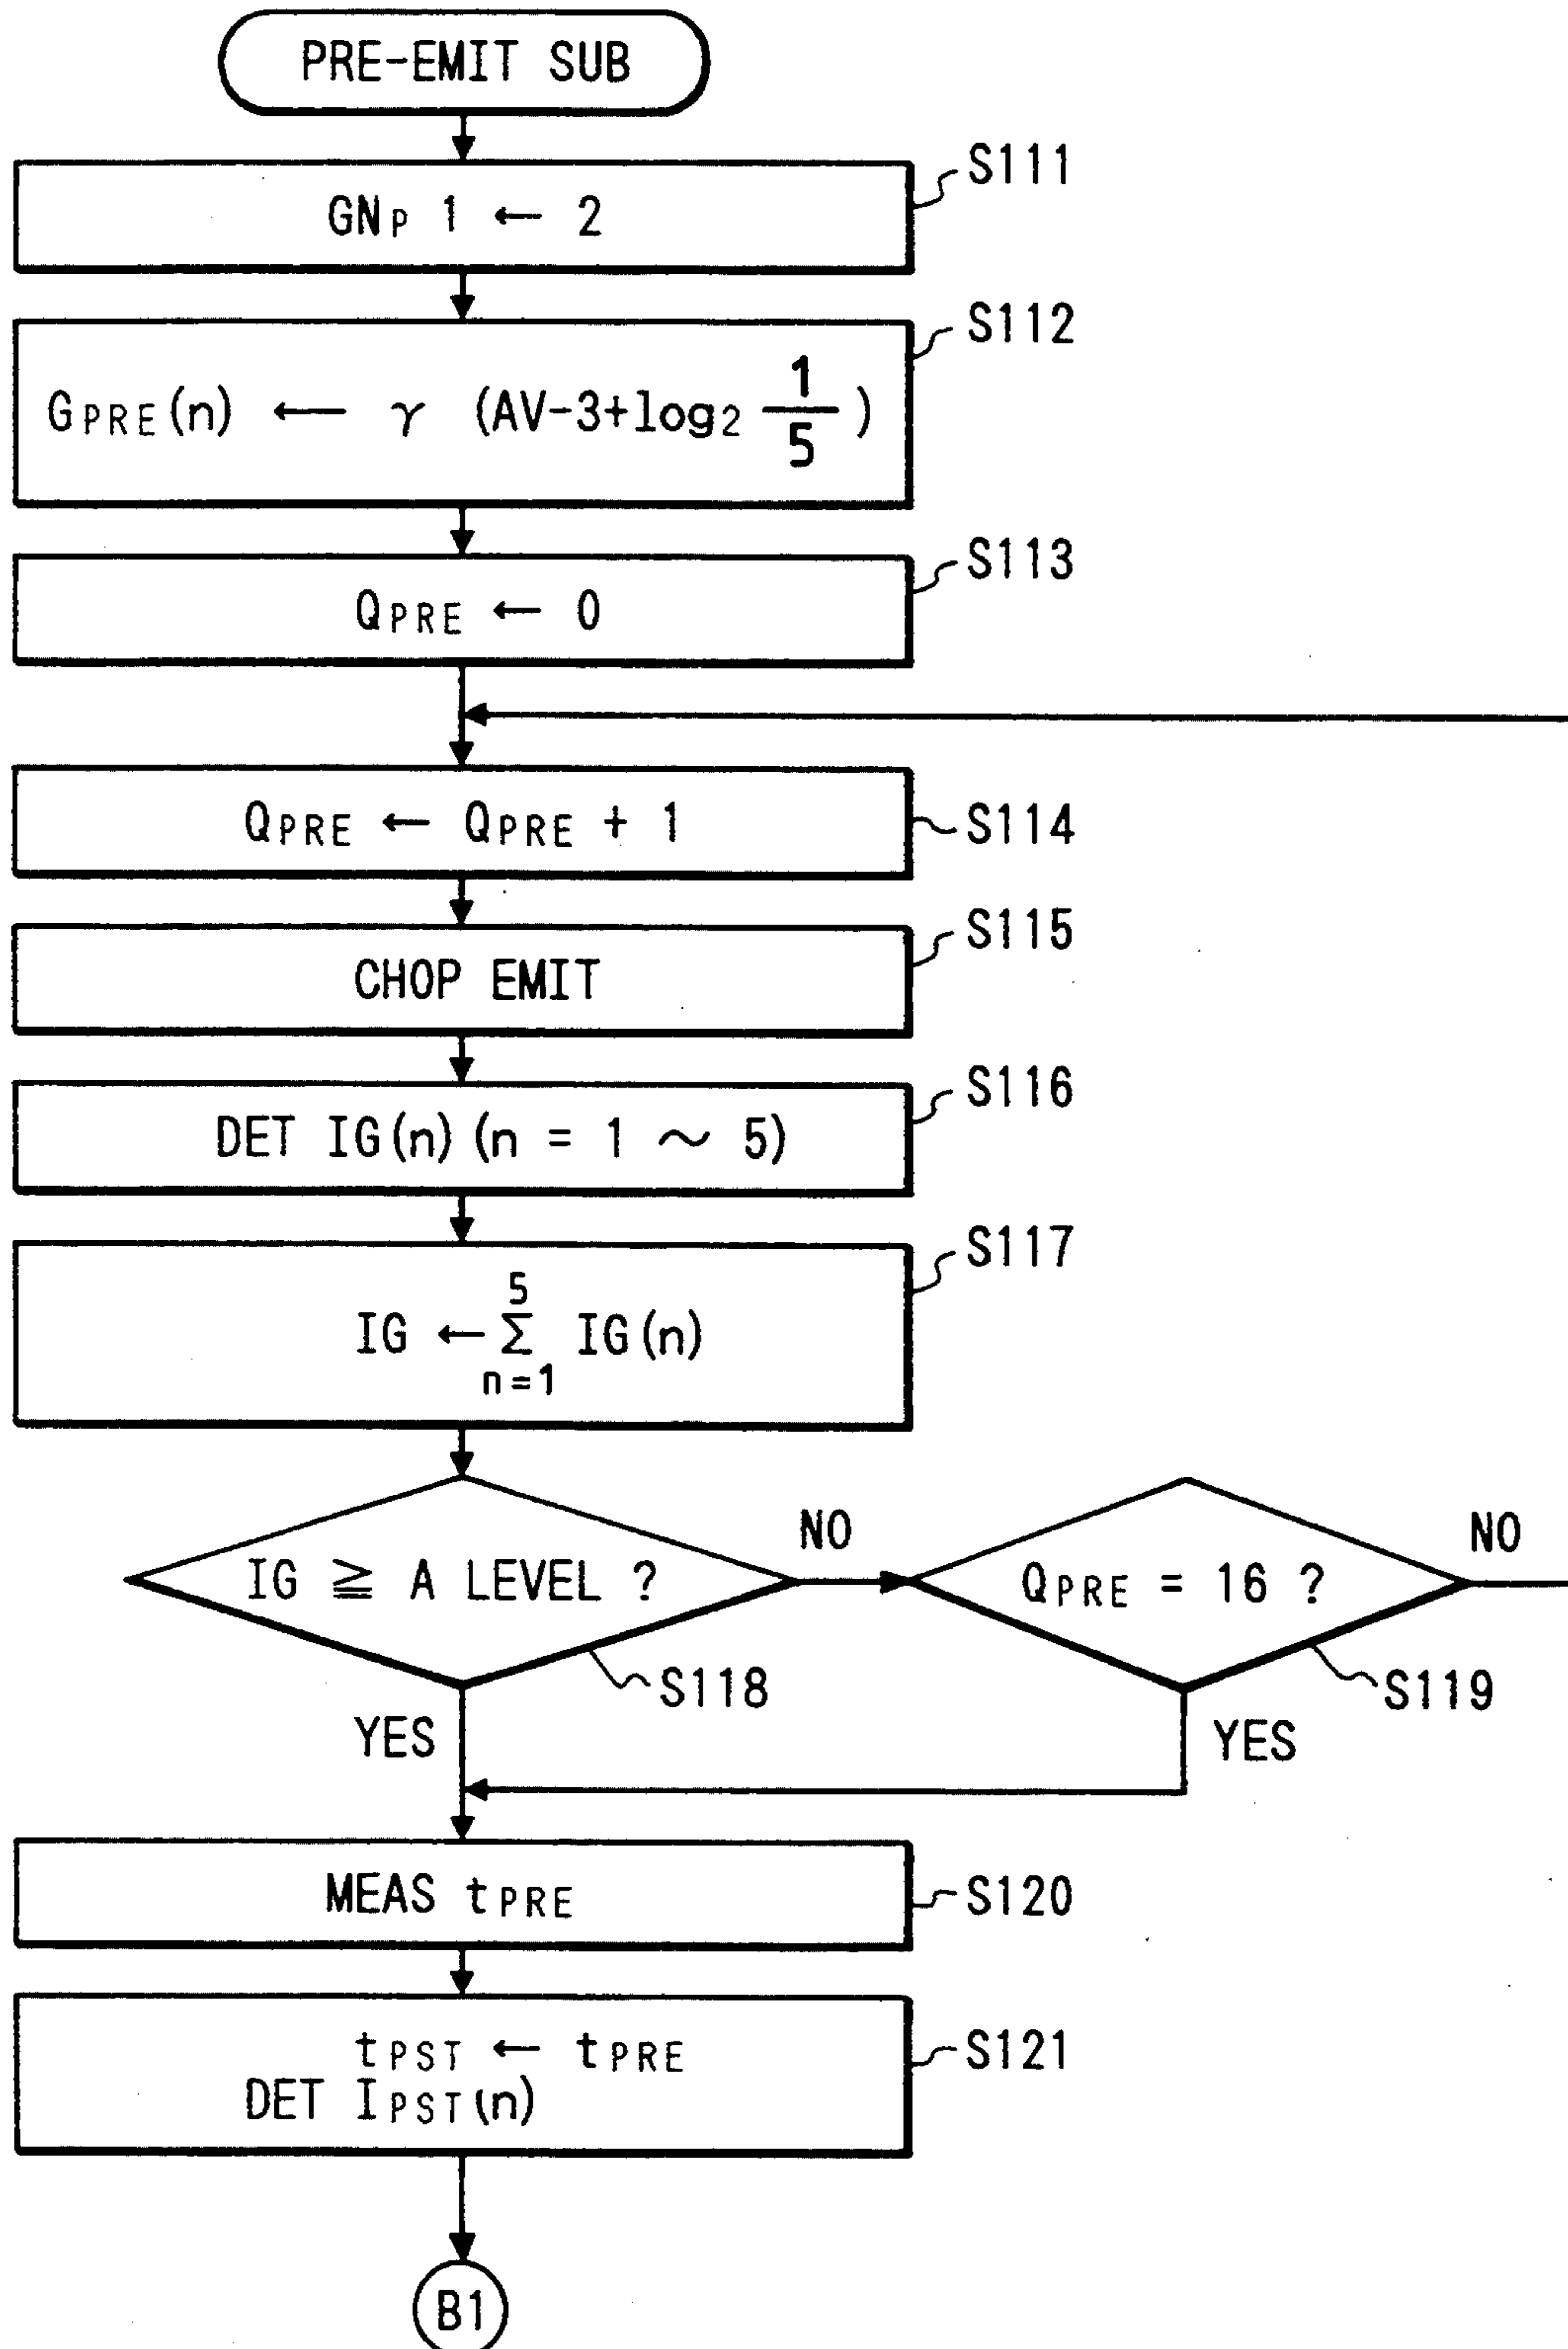 PRE-EMIT SUB
S111
GNP 1 ← 2
S112
GPRE(n) ← γ (AV-3+log2 1/5)
S113
QPRE ← 0
QPRE ← QPRE + 1
S114
S115
CHOP EMIT
S116
DET IG(n)(n = 1 ~ 5)
S117
5
IG ← Σ IG(n)
n=1
NO
NO
IG ≧ A LEVEL ?
QPRE = 16 ?
S118
S119
YES
YES
MEAS tPRE
S120
tPST ← tPRE
S121
DET IPST(n)
B1